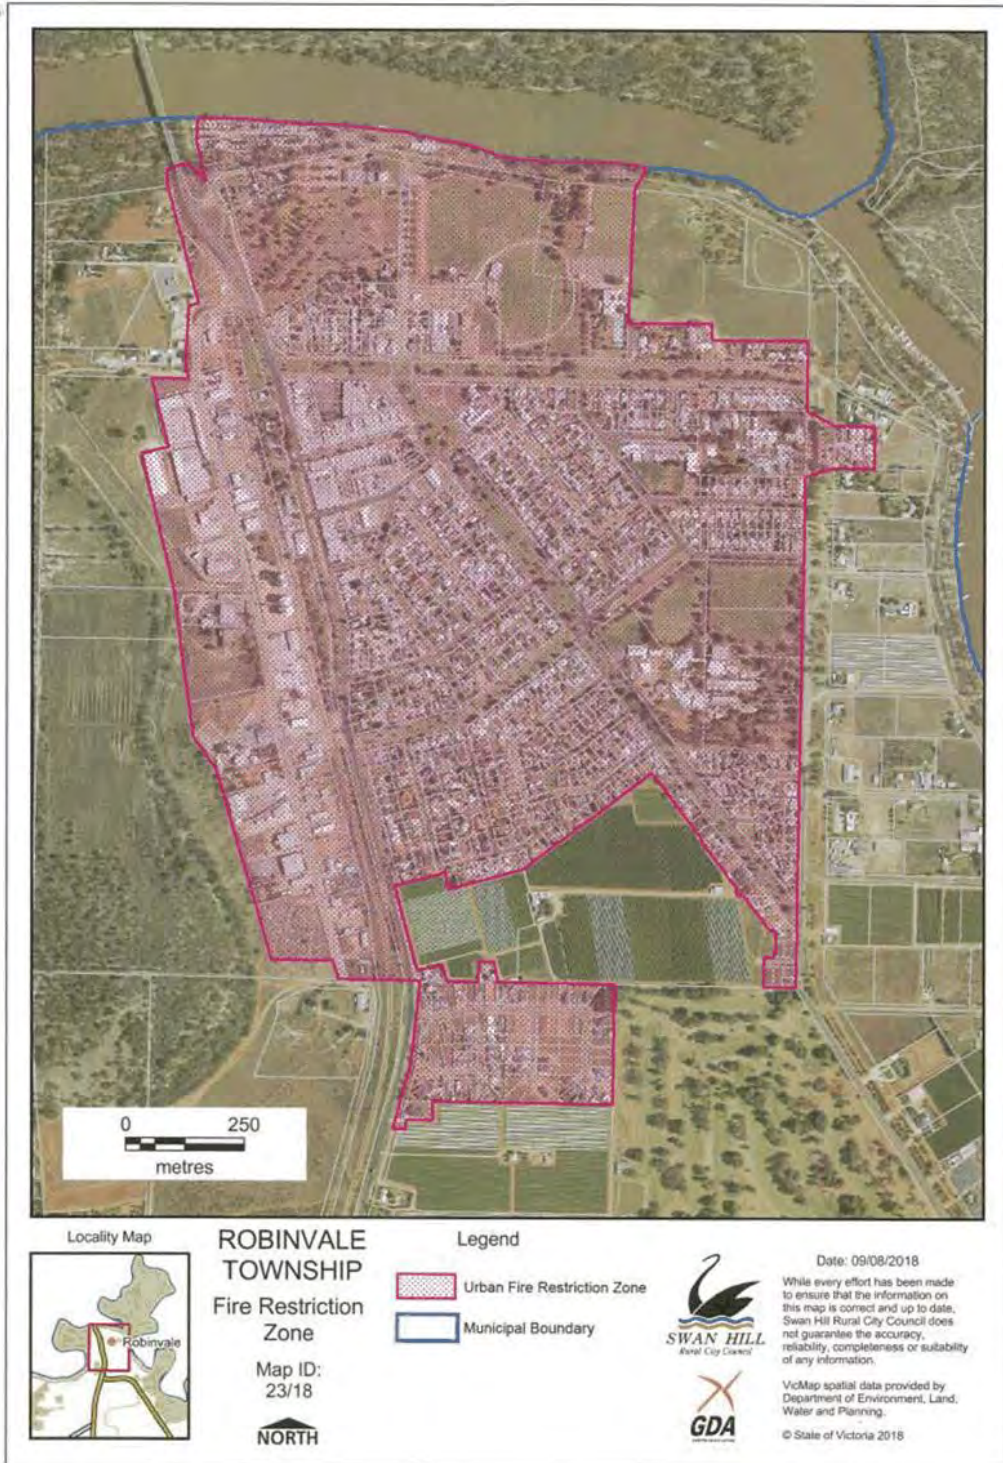 0 250
metres
Locality Map
Robinvale
ROBINVALE
TOWNSHIP
Fire Restriction
Zone
Map ID:
23/18
NORTH
Legend
Urban Fire Restriction Zone
Municipal Boundary
SWAN HILL
Rural City Council
GDA
Date: 09/08/2018
While every effort has been made
to ensure that the information on
this map is correct and up to date,
Swan Hill Rural City Council does
not guarantee the accuracy,
reliability, completeness or suitability
of any information.
VicMap spatial data provided by
Department of Environment, Land,
Water and Planning.
© State of Victoria 2018